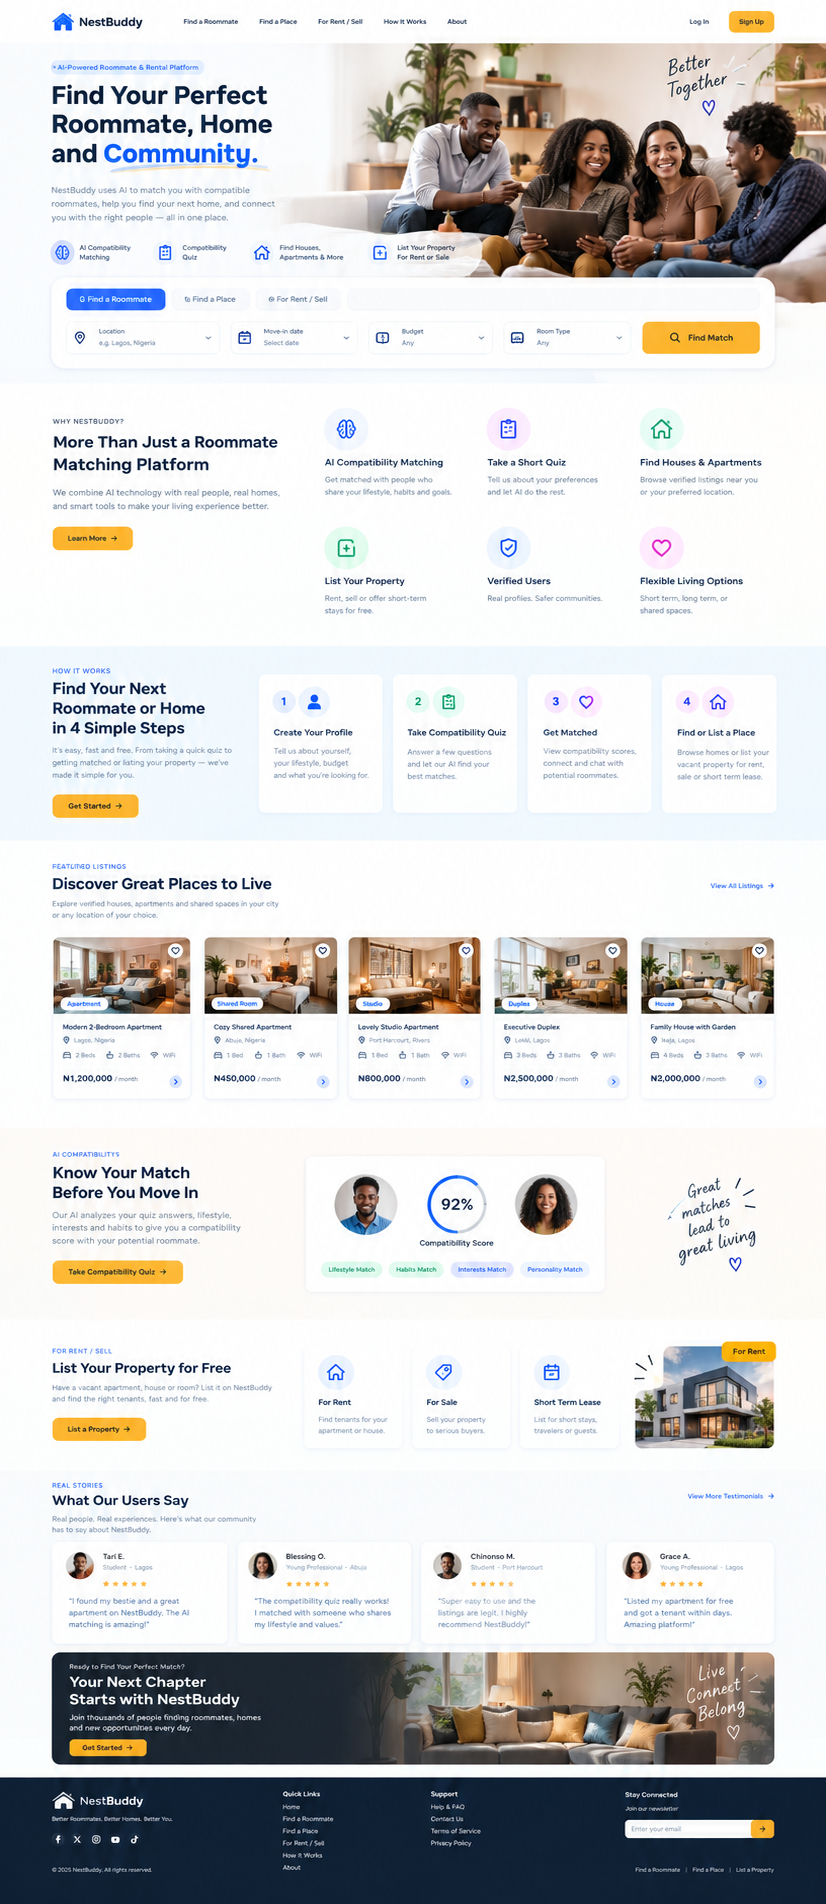 NestBuddy
Find a Roommate
Find a Place
For Rent / Sell
How It Works
About
Log In
Sign Up
AI-Powered Roommate & Rental Platform
Find Your Perfect
Roommate, Home
and Community.
NestBuddy uses AI to match you with compatible
roommates, help you find your next home, and connect
you with the right people — all in one place.
Better
Together
AI Compatibility
Matching
Compatibility
Quiz
Find Houses,
Apartments & More
List Your Property
For Rent or Sale
Find a Roommate
Find a Place
For Rent / Sell
Location
e.g. Lagos, Nigeria
Move-in date
Select date
Budget
Any
Room Type
Any
Find Match
WHY NESTBUDDY?
More Than Just a Roommate
Matching Platform
We combine AI technology with real people, real homes,
and smart tools to make your living experience better.
Learn More →
AI Compatibility Matching
Get matched with people who
share your lifestyle, habits and goals.
Take a Short Quiz
Tell us about your preferences
and let AI do the rest.
Find Houses & Apartments
Browse verified listings near you
or your preferred location.
List Your Property
Rent, sell or offer short-term
stays for free.
Verified Users
Real profiles. Safer communities.
Flexible Living Options
Short term, long term, or
shared spaces.
HOW IT WORKS
Find Your Next
Roommate or Home
in 4 Simple Steps
It's easy, fast and free. From taking a quick quiz to
getting matched or listing your property — we've
made it simple for you.
Get Started →
1
Create Your Profile
Tell us about yourself,
your lifestyle, budget
and what you're looking for.
2
Take Compatibility Quiz
Answer a few questions
and let our AI find your
best matches.
3
Get Matched
View compatibility scores,
connect and chat with
potential roommates.
4
Find or List a Place
Browse homes or list your
vacant property for rent,
sale or short term lease.
FEATURED LISTINGS
Discover Great Places to Live
Explore verified houses, apartments and shared spaces in your city
or any location of your choice.
View All Listings →
Apartment
Modern 2-Bedroom Apartment
Lagos, Nigeria
2 Beds
2 Baths
WiFi
₦1,200,000 / month
Shared Room
Cozy Shared Apartment
Abuja, Nigeria
1 Bed
1 Bath
WiFi
₦450,000 / month
Studio
Lovely Studio Apartment
Port Harcourt, Rivers
1 Bed
1 Bath
WiFi
₦800,000 / month
Duplex
Executive Duplex
Lekki, Lagos
3 Beds
3 Baths
WiFi
₦2,500,000 / month
House
Family House with Garden
Lagos
4 Beds
3 Baths
WiFi
₦2,000,000 / month
AI COMPATIBILITYS
Know Your Match
Before You Move In
Our AI analyzes your quiz answers, lifestyle,
interests and habits to give you a compatibility
score with your potential roommate.
Take Compatibility Quiz →
92%
Compatibility Score
Lifestyle Match
Habits Match
Interests Match
Personality Match
Great
matches
lead to
great living
FOR RENT / SELL
List Your Property for Free
Have a vacant apartment, house or room? List it on NestBuddy
and find the right tenants, fast and for free.
List a Property →
For Rent
Find tenants for your
apartment or house.
For Sale
Sell your property
to serious buyers.
Short Term Lease
List for short stays,
travelers or guests.
For Rent
REAL STORIES
What Our Users Say
Real people. Real experiences. Here's what our community
has to say about NestBuddy.
View More Testimonials →
Tari E.
Student - Lagos
"I found my bestie and a great
apartment on NestBuddy. The AI
matching is amazing!"
Blessing O.
Young Professional - Abuja
"The compatibility quiz really works!
I matched with someone who shares
my lifestyle and values."
Chinonso M.
Student - Port Harcourt
"Super easy to use and the
listings are legit. I highly
recommend NestBuddy!"
Grace A.
Young Professional - Lagos
"Listed my apartment for free
and got a tenant within days.
Amazing platform!"
Ready to Find Your Perfect Match?
Your Next Chapter
Starts with NestBuddy
Join thousands of people finding roommates, homes
and new opportunities every day.
Get Started →
Live
Connect
Belong
NestBuddy
Better Roommates. Better Homes. Better You.
© 2025 NestBuddy, All rights reserved.
Quick Links
Home
Find a Roommate
Find a Place
For Rent / Sell
How It Works
About
Support
Help & FAQ
Contact Us
Terms of Service
Privacy Policy
Stay Connected
Join our newsletter
Enter your email
Find a Roommate | Find a Place | List a Property